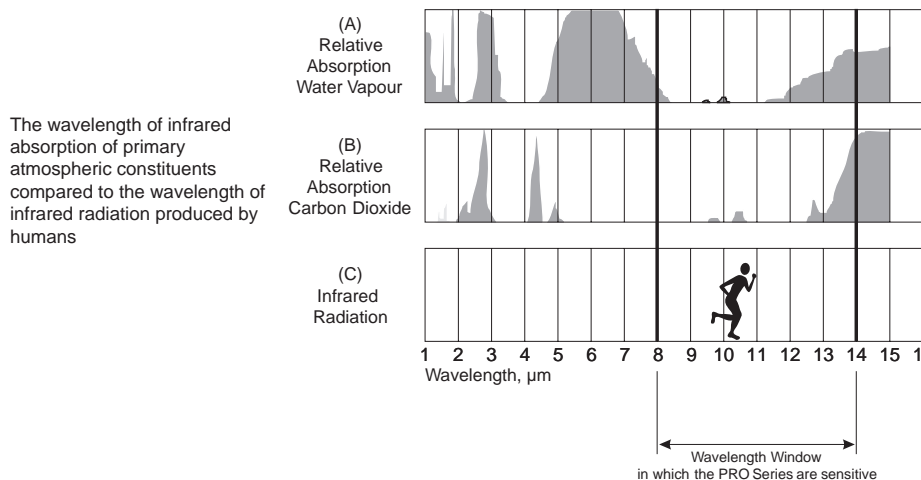 The wavelength of infrared
absorption of primary
atmospheric constituents
compared to the wavelength of
infrared radiation produced by
humans
(A)
Relative
Absorption
Water Vapour
(B)
Relative
Absorption
Carbon Dioxide
(C)
Infrared
Radiation
1 2 3 4 5 6 7 8 9 10 11 12 13 14 15 1
Wavelength, µm
Wavelength Window
in which the PRO Series are sensitive